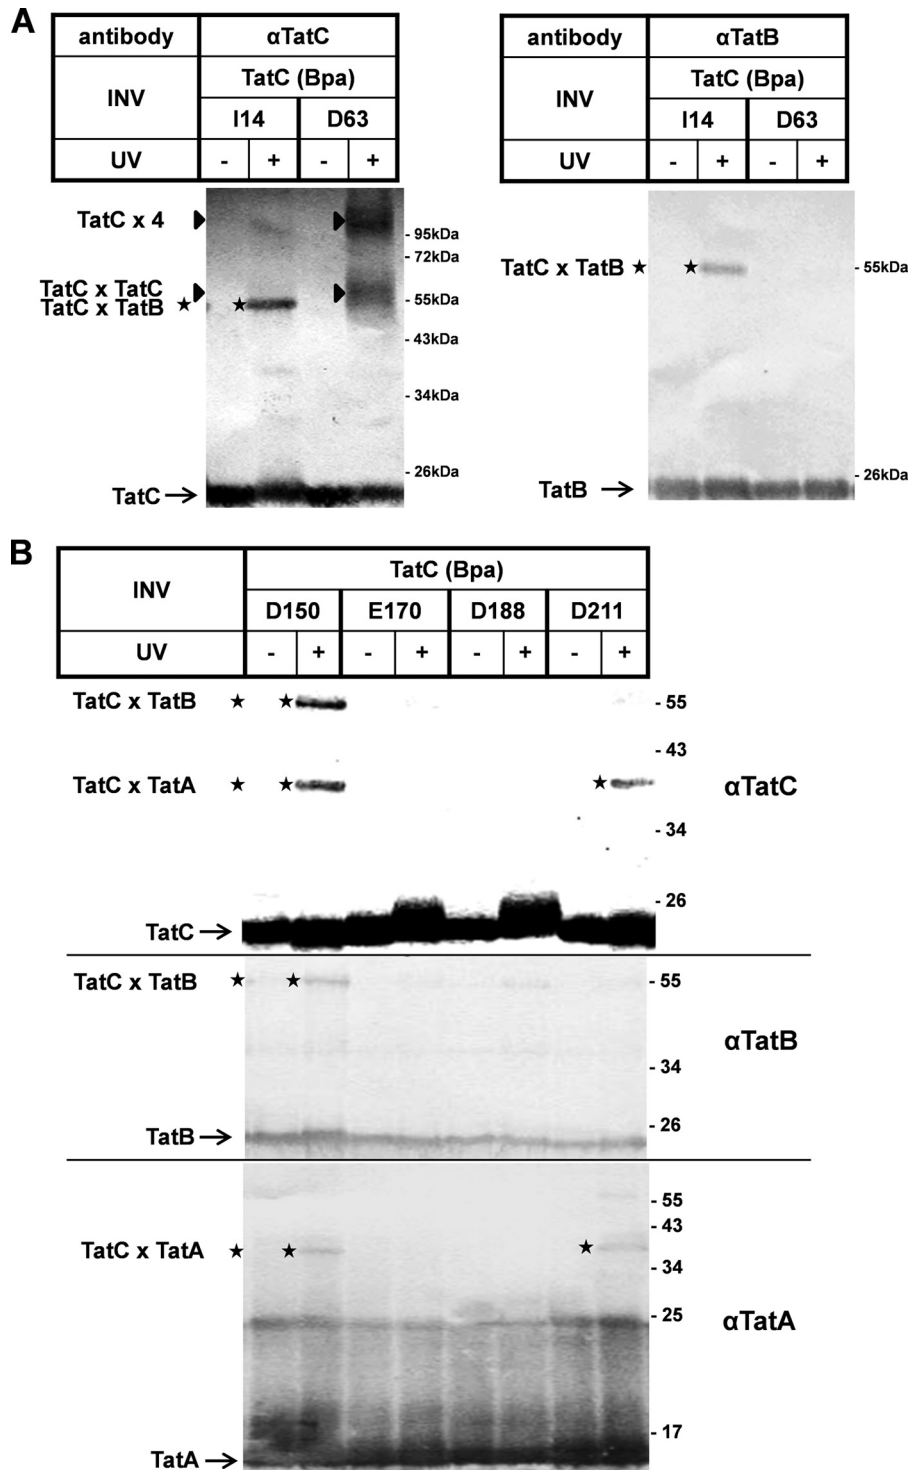 A
antibody αTatC
INV TatC (Bpa)
I14 D63
UV - + - +
TatC x 4
TatC x TatC
TatC x TatB ★ ★
- 95kDa
- 72kDa
- 55kDa
- 43kDa
- 34kDa
- 26kDa
TatC →
antibody αTatB
INV TatC (Bpa)
I14 D63
UV - + - +
TatC x TatB ★ ★ - 55kDa
- 26kDa
TatB →
B
INV TatC (Bpa)
D150 E170 D188 D211
UV - + - + - + - +
TatC x TatB ★ ★ - 55
- 43
TatC x TatA ★ ★ ★ αTatC
- 34
- 26
TatC →
TatC x TatB ★ ★ - 55
αTatB
- 34
- 26
TatB →
- 55
- 43
TatC x TatA ★ ★ ★
- 34
- 25
αTatA
- 17
TatA →